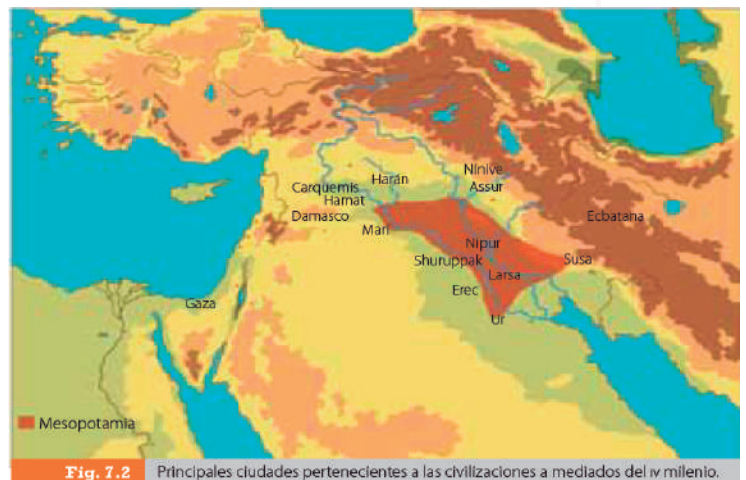 Nínive
Harán
Assur
Carquemis
Hamat
Damasco
Ecbatana
Mari
Nipur
Shuruppak
Susa
Larsa
Erec
Gaza
Ur
Mesopotamia
Fig. 7.2 Principales ciudades pertenecientes a las civilizaciones a mediados del IV milenio.